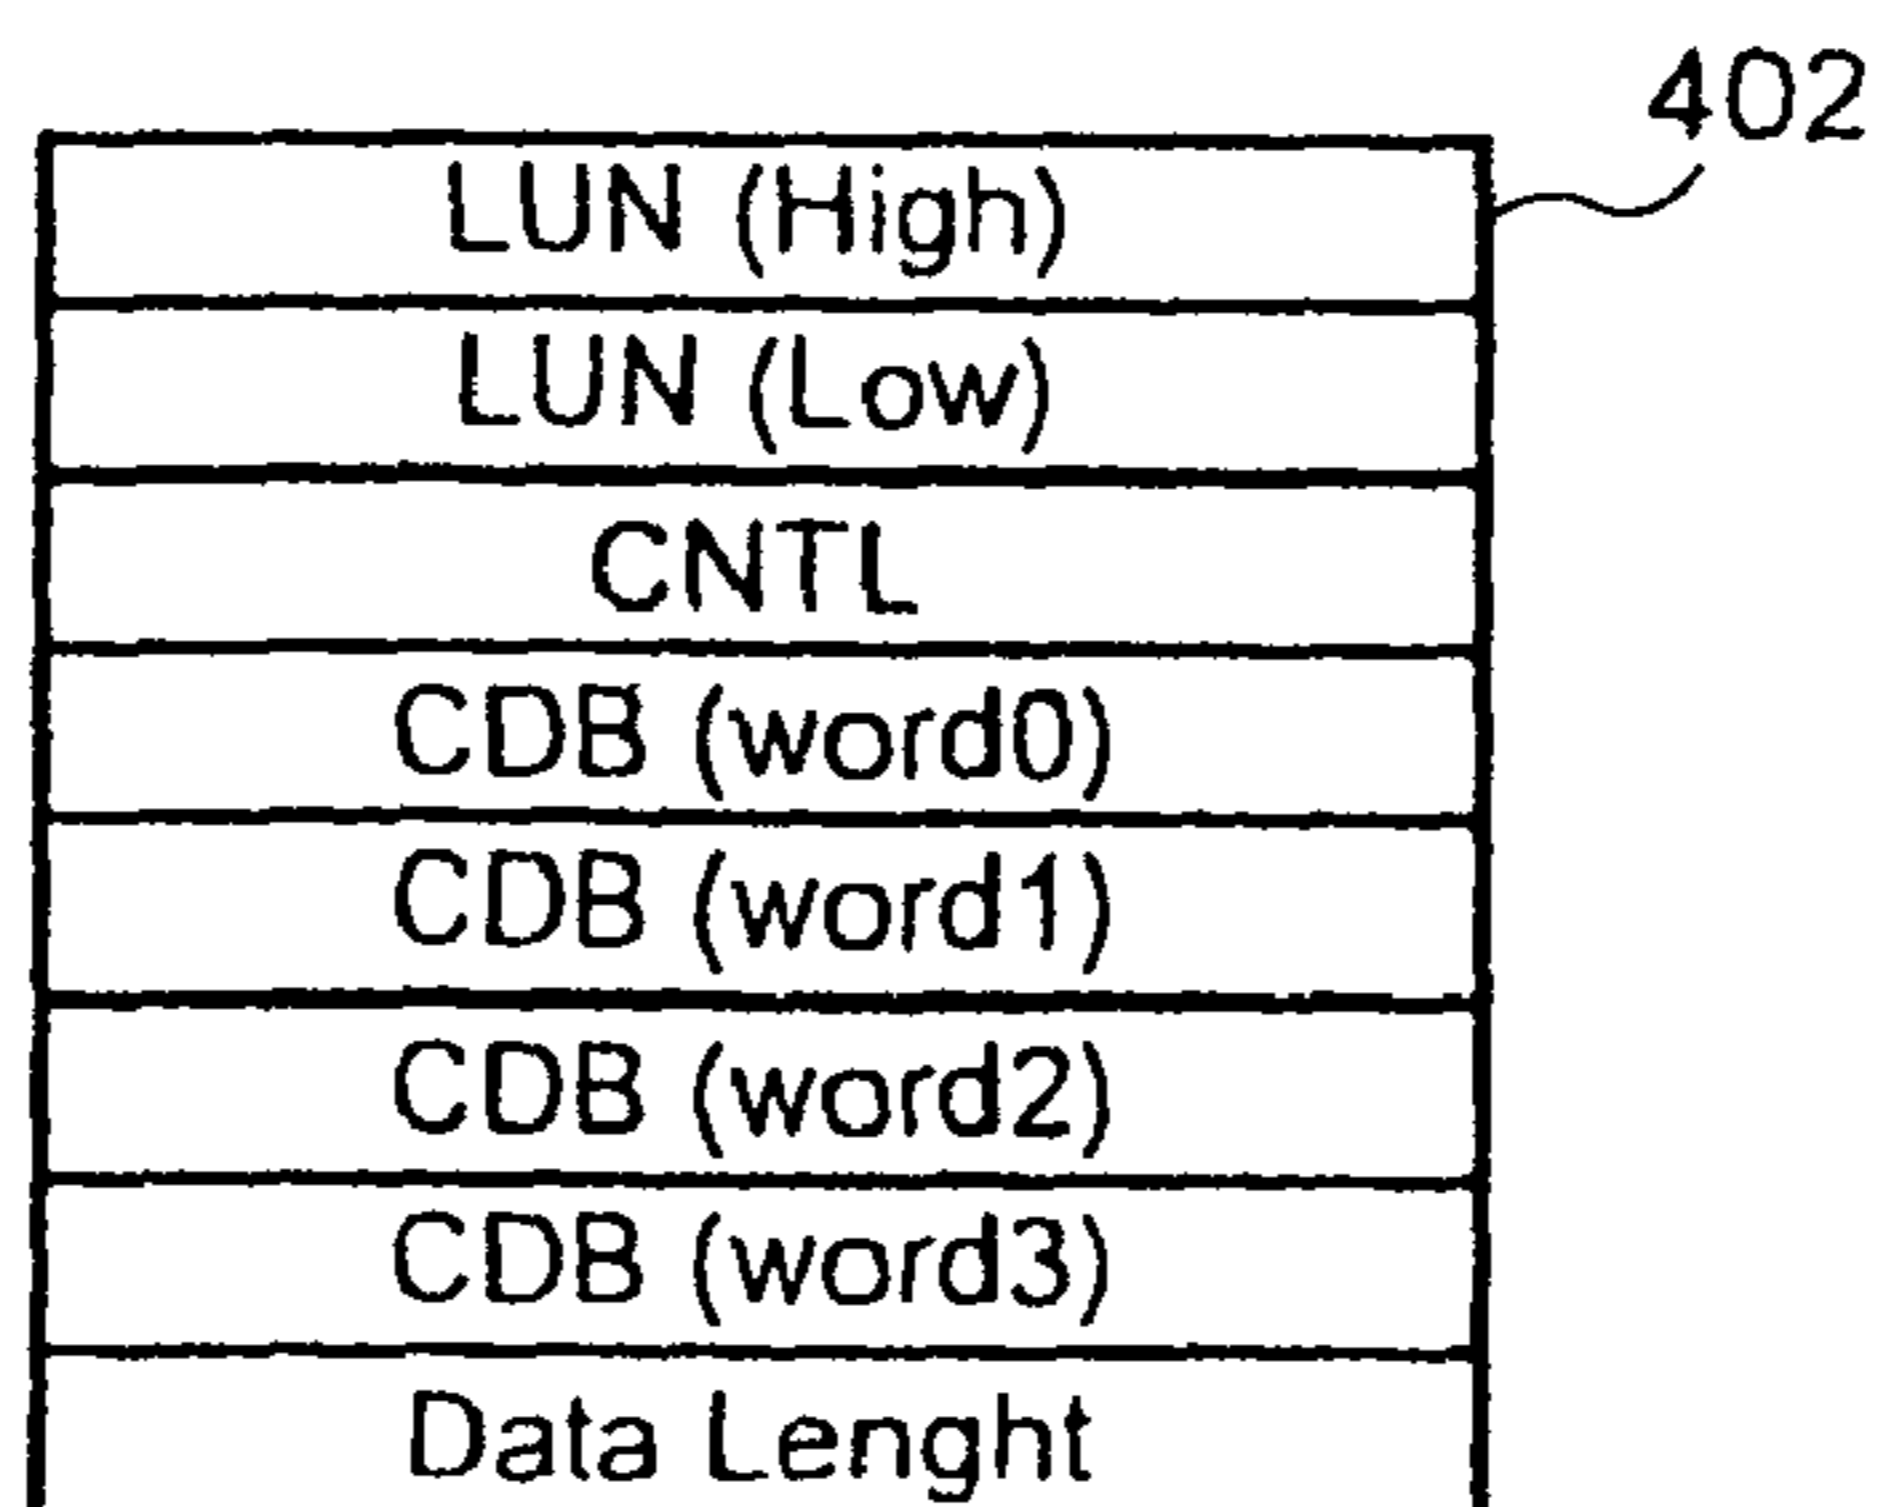 402
LUN (High)
LUN (Low)
CNTL
CDB (word0)
CDB (word1)
CDB (word2)
CDB (word3)
Data Lenght